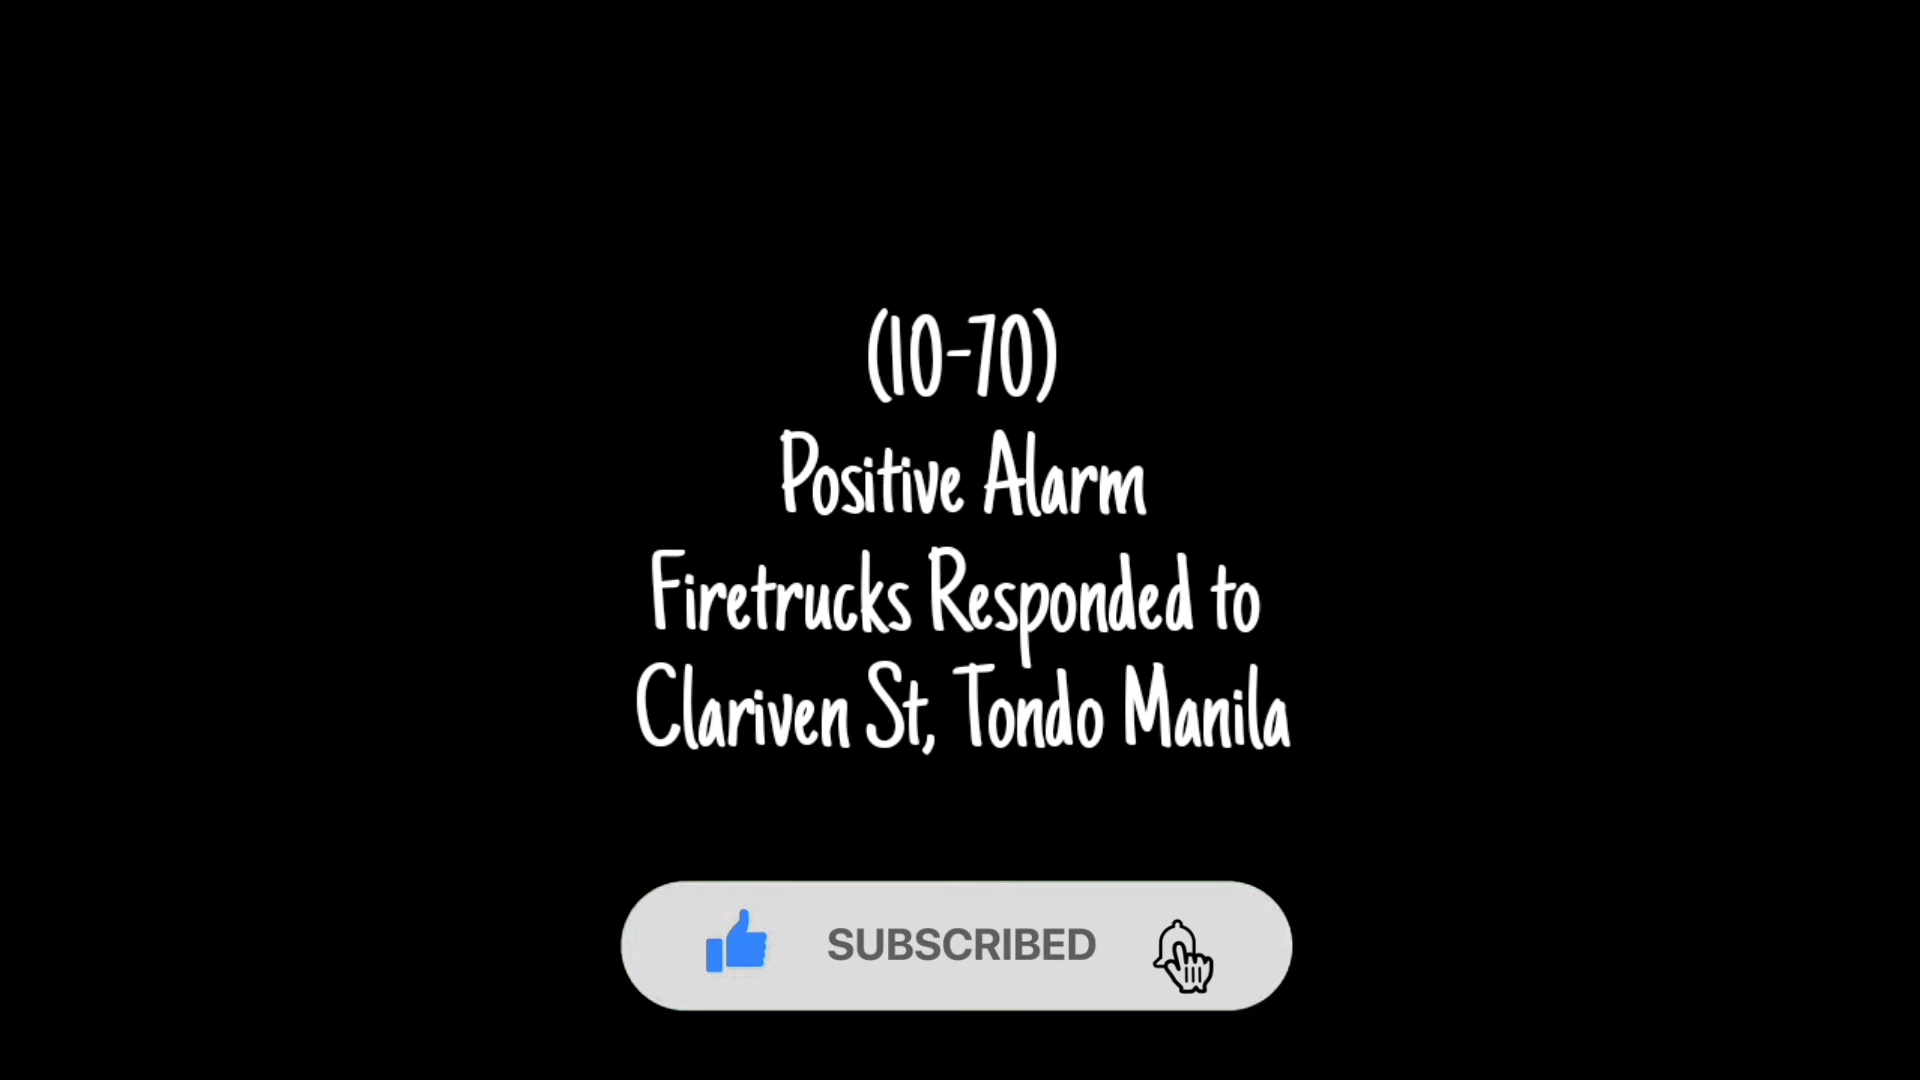 (10-70)
Positive Alarm
Firetrucks Responded to
Clariven St, Tondo Manila
SUBSCRIBED